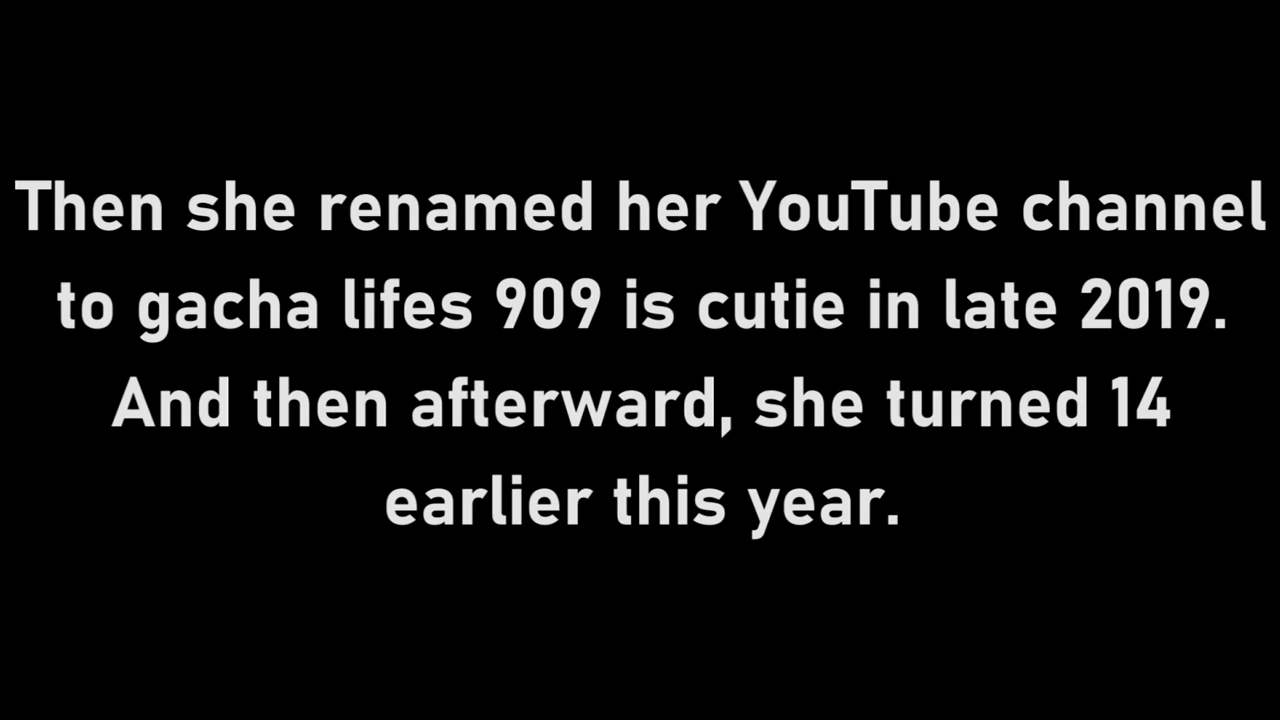 Then she renamed her YouTube channel
to gacha lifes 909 is cutie in late 2019.
And then afterward, she turned 14
earlier this year.